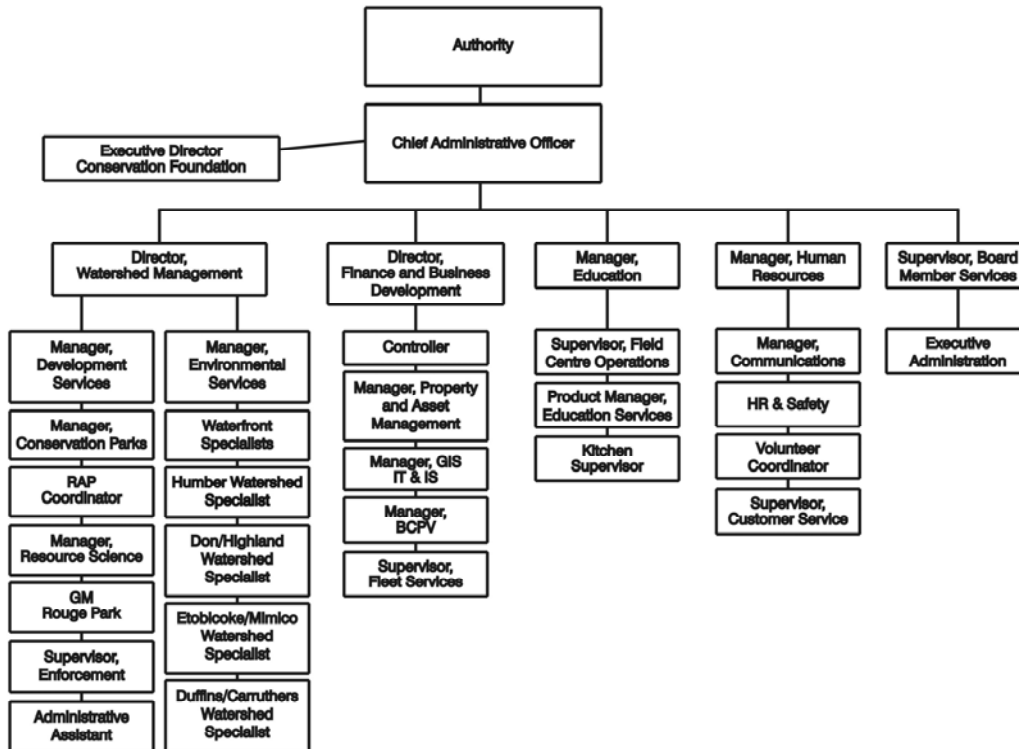 Authority
Chief Administrative Officer
Executive Director
Conservation Foundation
Director,
Watershed Management
Director,
Finance and Business
Development
Manager,
Education
Manager, Human
Resources
Supervisor, Board
Member Services
Manager,
Development
Services
Manager,
Conservation Parks
RAP
Coordinator
Manager,
Resource Science
GM
Rouge Park
Supervisor,
Enforcement
Administrative
Assistant
Manager,
Environmental
Services
Waterfront
Specialists
Humber Watershed
Specialist
Don/Highland
Watershed
Specialist
Etobicoke/Mimico
Watershed
Specialist
Duffins/Carruthers
Watershed
Specialist
Controller
Manager, Property
and Asset
Management
Manager, GIS
IT & IS
Manager,
BCPV
Supervisor,
Fleet Services
Supervisor, Field
Centre Operations
Product Manager,
Education Services
Kitchen
Supervisor
Manager,
Communications
HR & Safety
Volunteer
Coordinator
Supervisor,
Customer Service
Executive
Administration